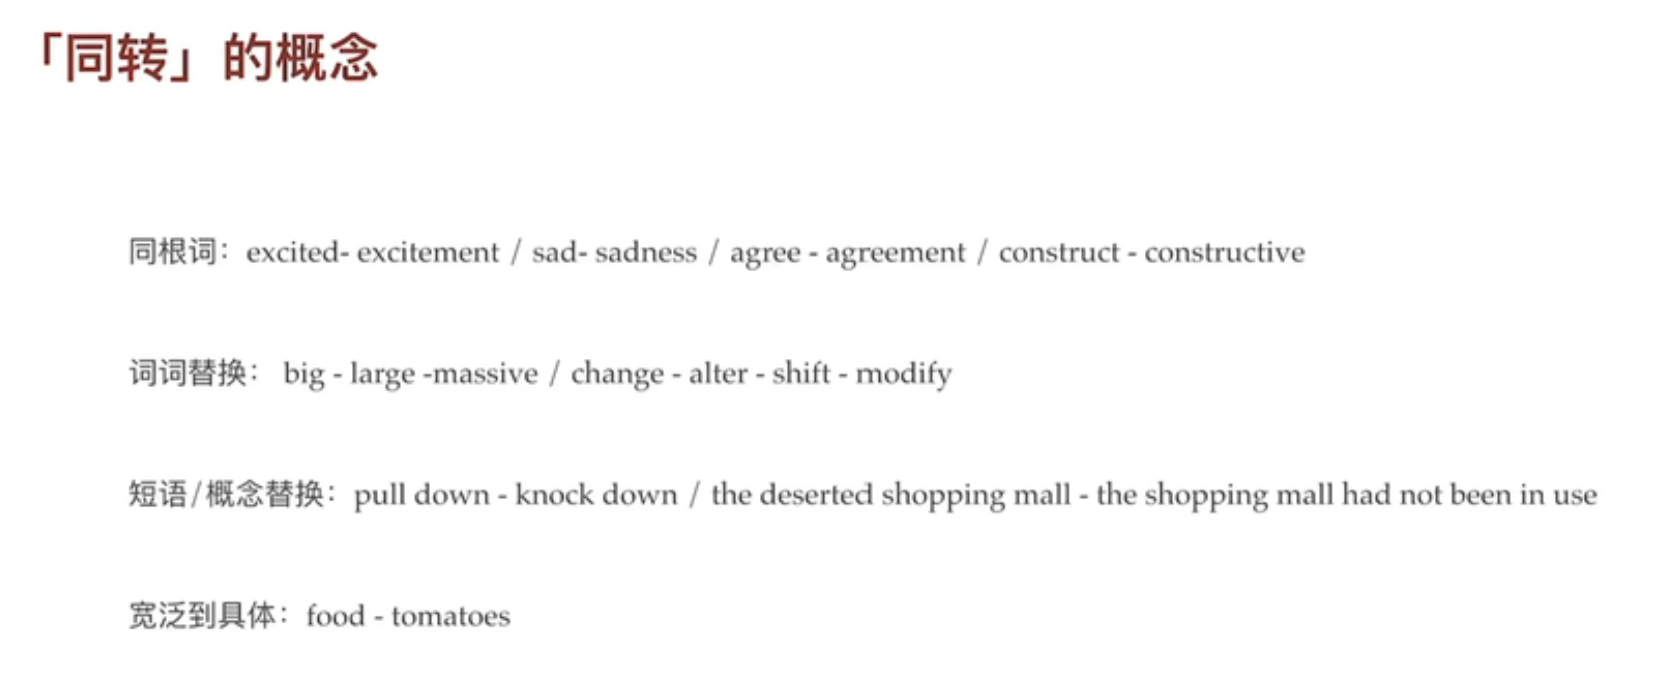 「同转」的概念
同根词：excited- excitement / sad- sadness / agree - agreement / construct - constructive
词词替换： big - large -massive / change - alter - shift - modify
短语/概念替换：pull down - knock down / the deserted shopping mall - the shopping mall had not been in use
宽泛到具体：food - tomatoes